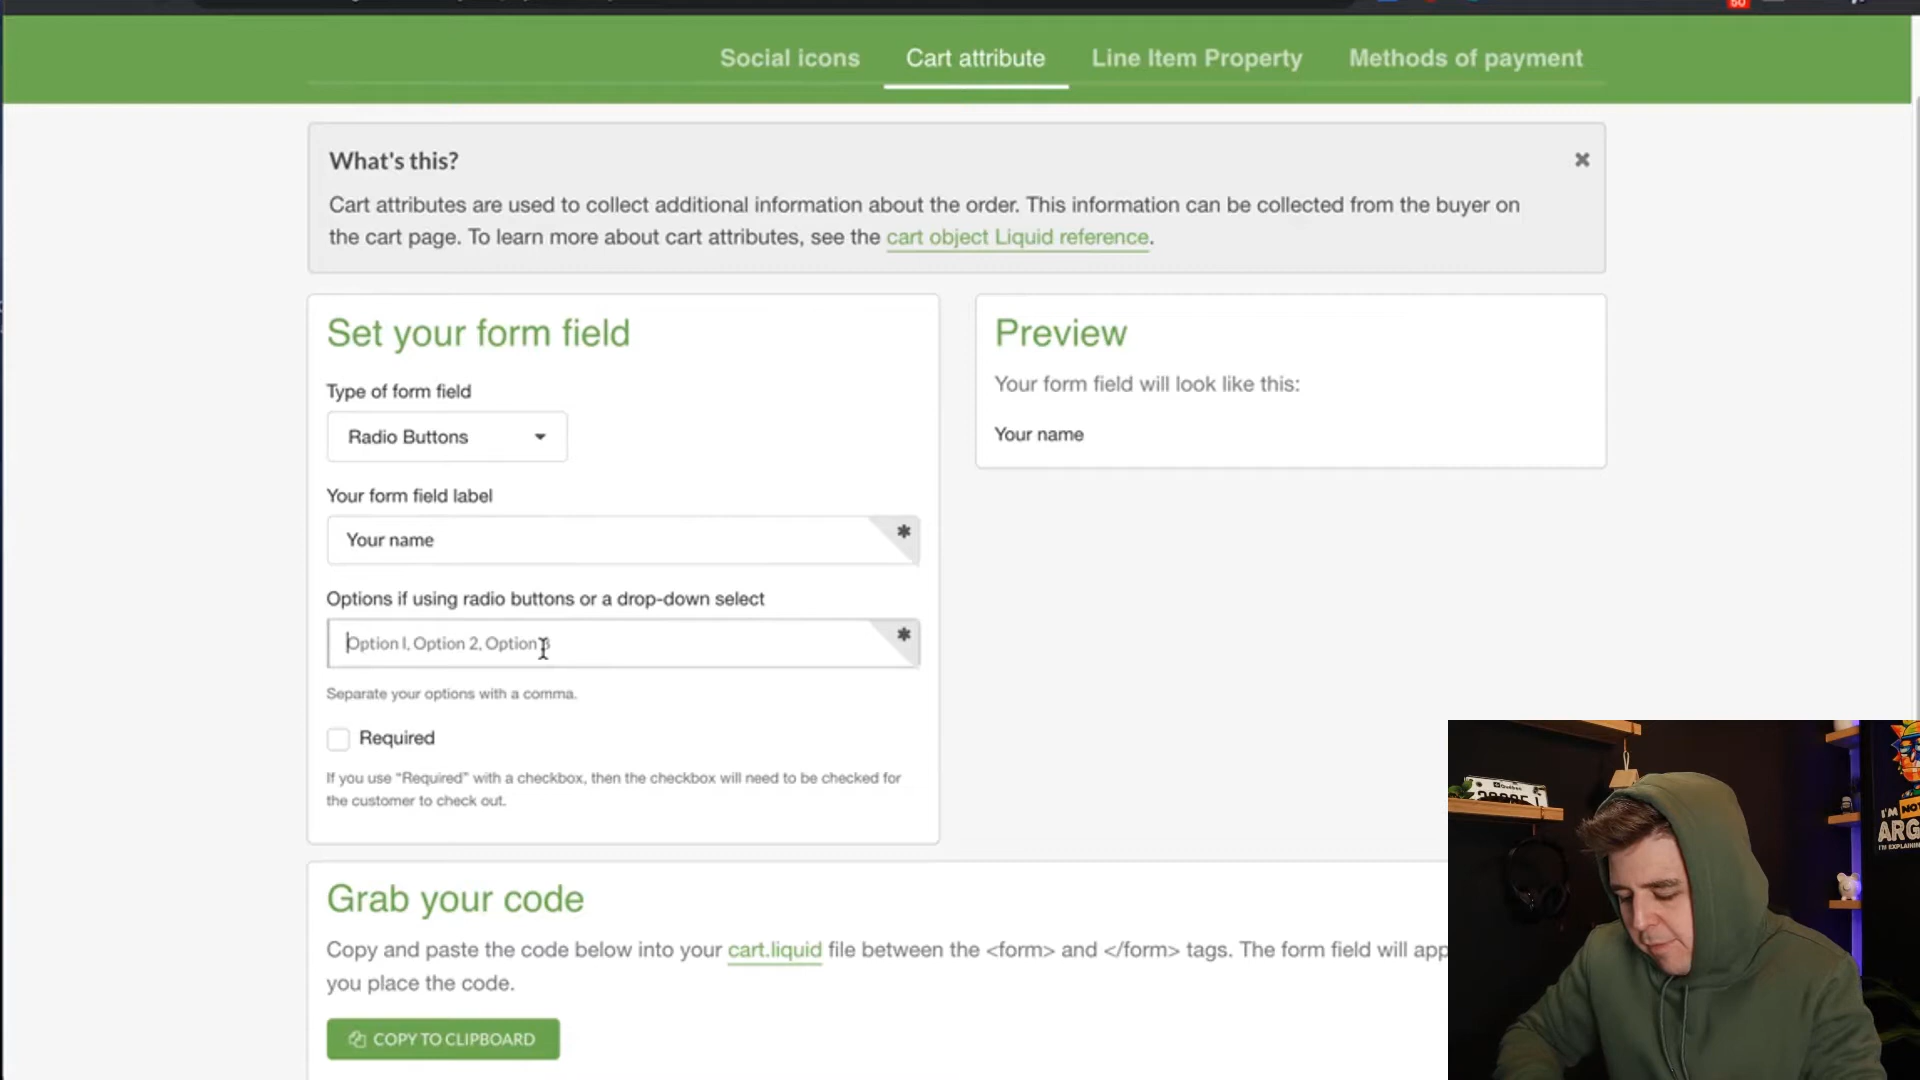 Social icons
Cart attribute
Line Item Property
Methods of payment
What's this?
Cart attributes are used to collect additional information about the order. This information can be collected from the buyer on
the cart page. To learn more about cart attributes, see the cart object Liquid reference.
Set your form field
Type of form field
Radio Buttons
Your form field label
Your name
*
Options if using radio buttons or a drop-down select
Option 1, Option 2, Option
*
Separate your options with a comma.
Required
If you use “Required” with a checkbox, then the checkbox will need to be checked for
the customer to check out.
Preview
Your form field will look like this:
Your name
Grab your code
Copy and paste the code below into your cart.liquid file between the <form> and </form> tags. The form field will app
you place the code.
COPY TO CLIPBOARD
I'M NOT
ARG
I'M EXPLAINING